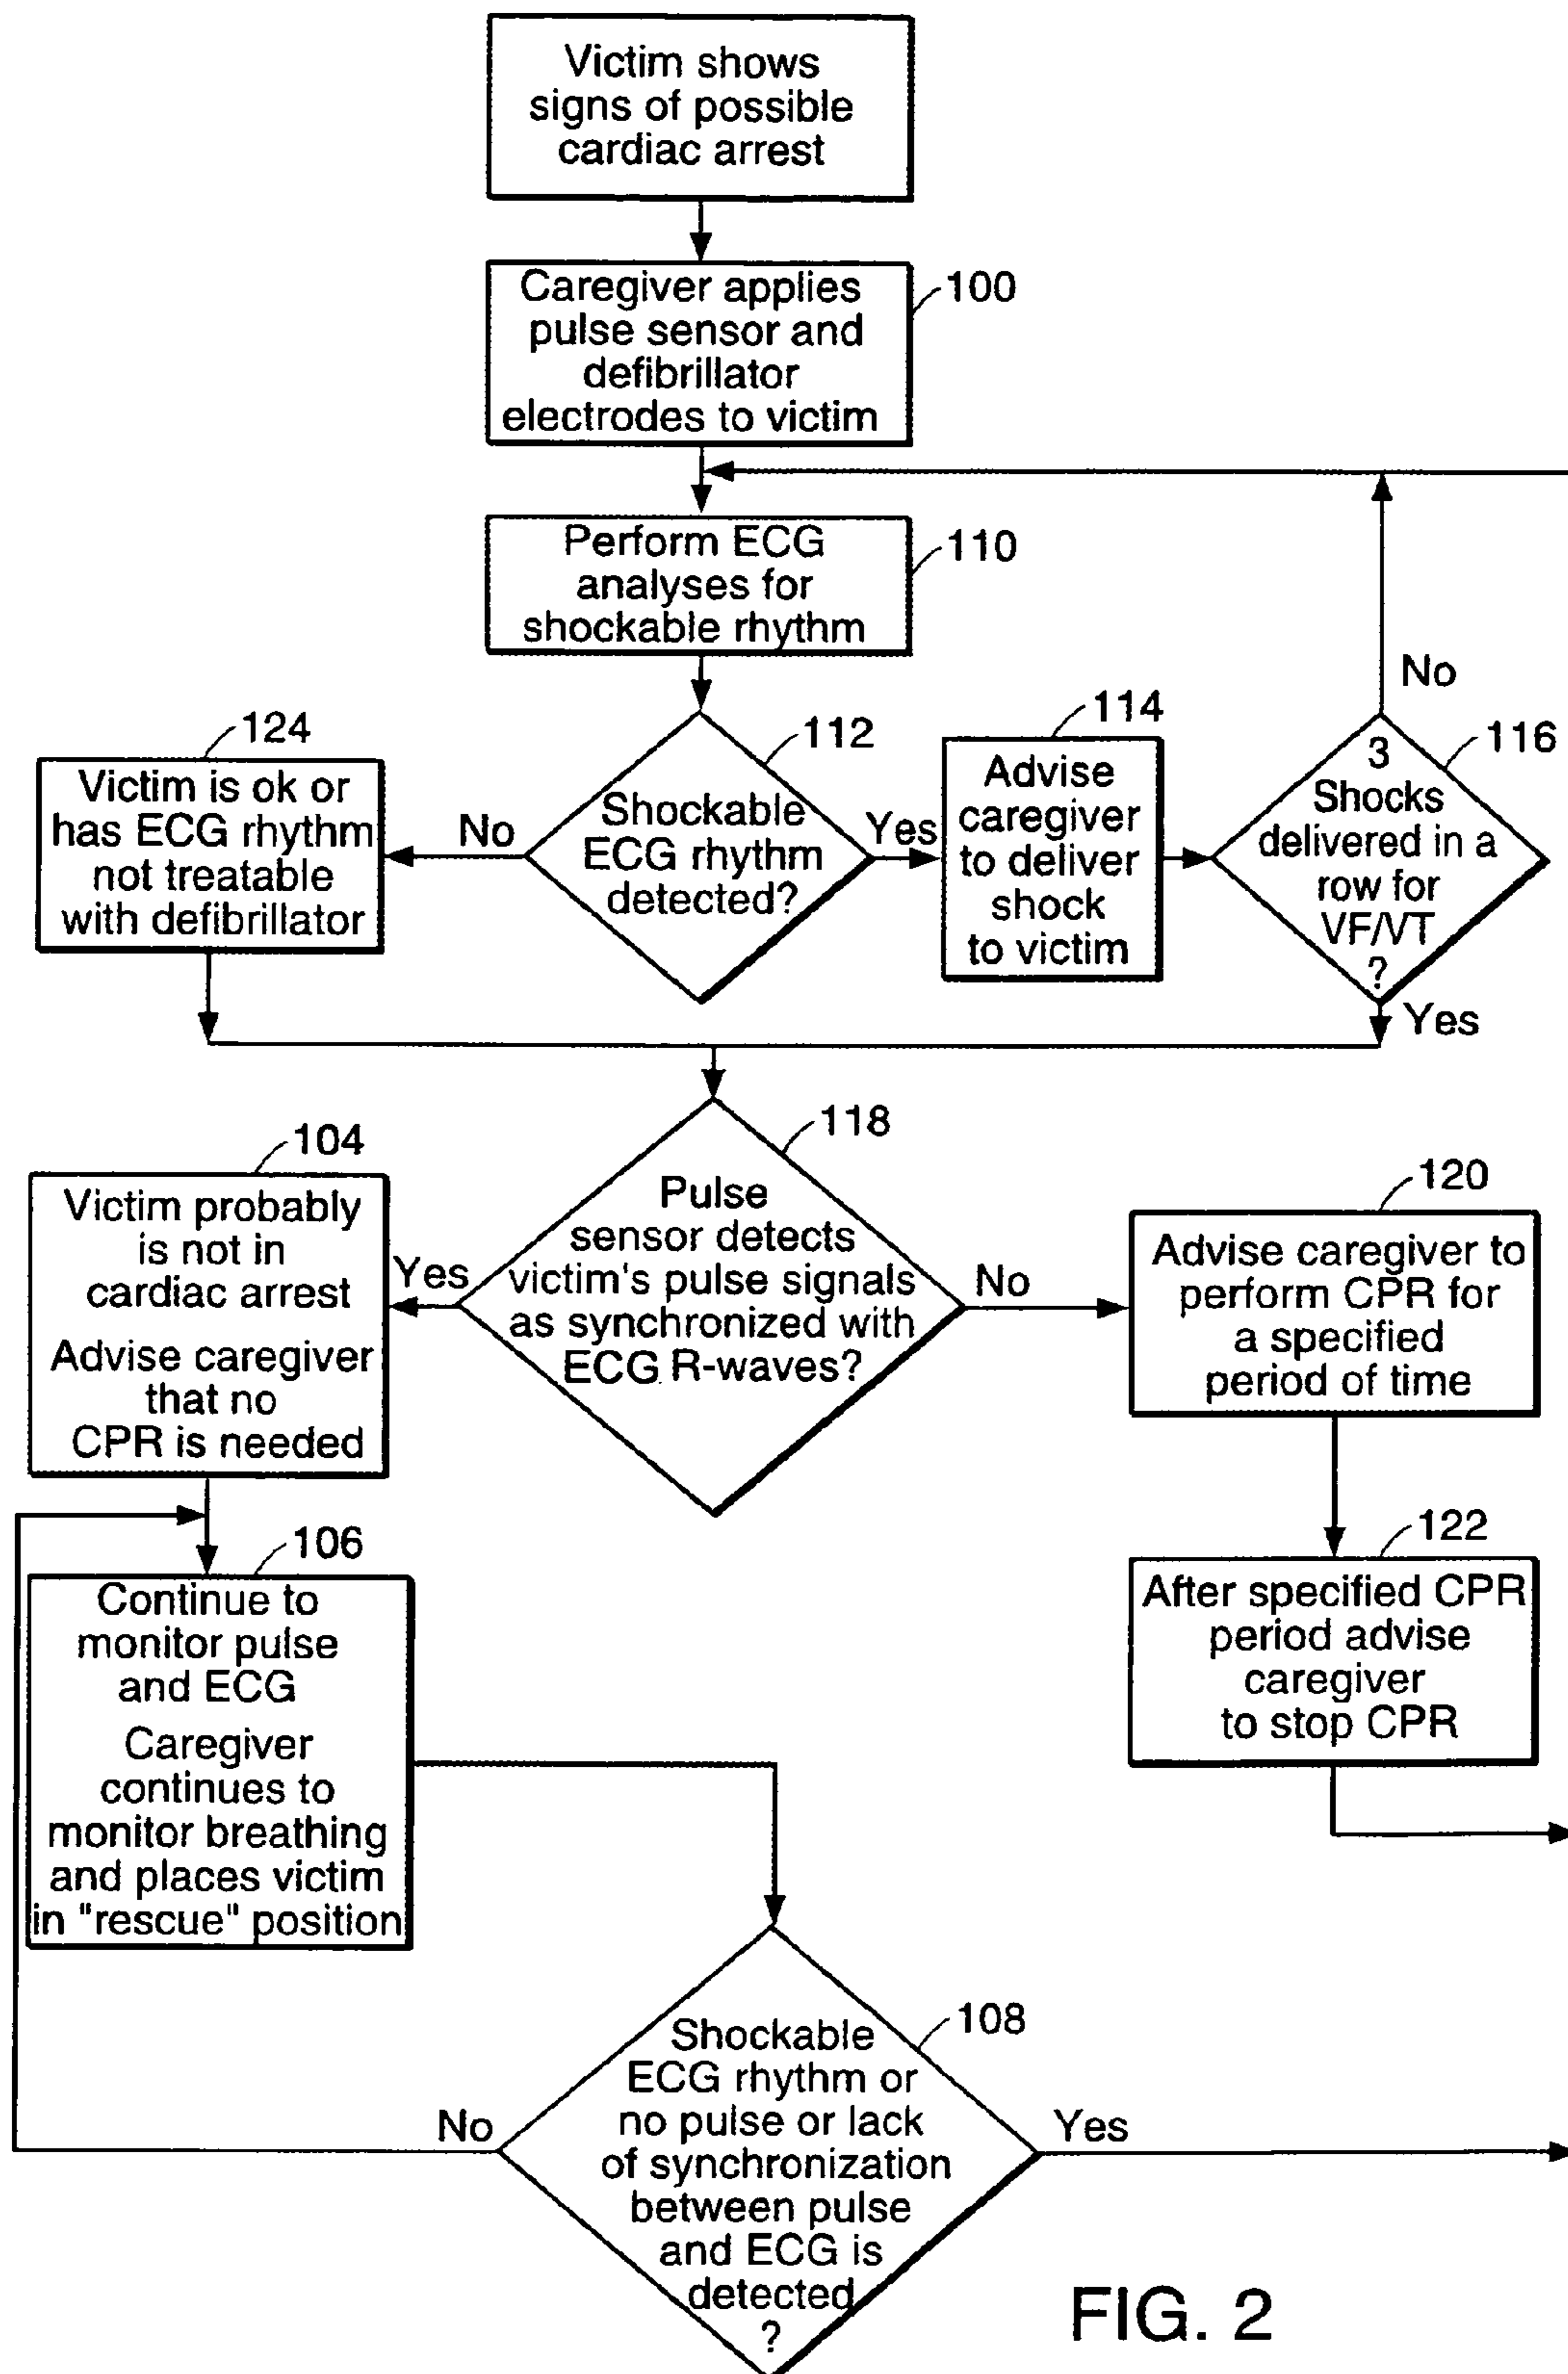 Victim shows
signs of possible
cardiac arrest
Caregiver applies
pulse sensor and
defibrillator
electrodes to victim
100
Perform ECG
analyses for
shockable rhythm
110
No
124
Victim is ok or
has ECG rhythm
not treatable
with defibrillator
No
112
Shockable
ECG rhythm
detected?
Yes
114
Advise
caregiver
to deliver
shock
to victim
116
3
Shocks
delivered in a
row for
VF/VT
?
Yes
104
Victim probably
is not in
cardiac arrest
Advise caregiver
that no
CPR is needed
Yes
118
Pulse
sensor detects
victim's pulse signals
as synchronized with
ECG R-waves?
No
120
Advise caregiver to
perform CPR for
a specified
period of time
106
Continue to
monitor pulse
and ECG
Caregiver
continues to
monitor breathing
and places victim
in "rescue" position
122
After specified CPR
period advise
caregiver
to stop CPR
No
108
Shockable
ECG rhythm or
no pulse or lack
of synchronization
between pulse
and ECG is
detected
?
Yes
FIG. 2